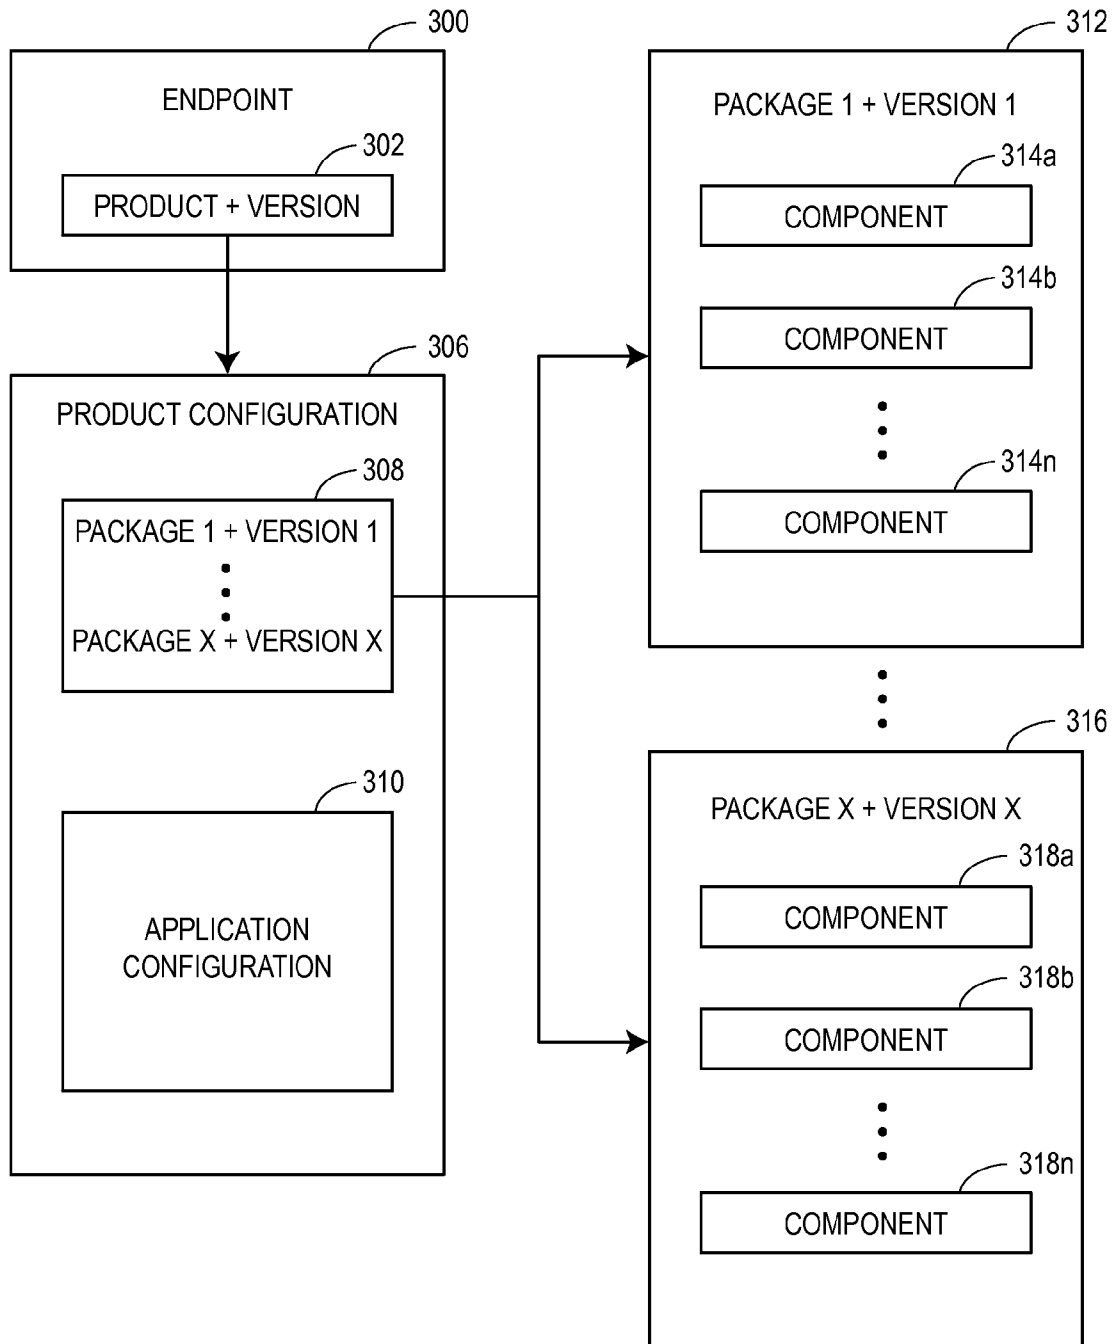 300
ENDPOINT
302
PRODUCT + VERSION
306
PRODUCT CONFIGURATION
308
PACKAGE 1 + VERSION 1
PACKAGE X + VERSION X
310
APPLICATION
CONFIGURATION
312
PACKAGE 1 + VERSION 1
314a
COMPONENT
314b
COMPONENT
314n
COMPONENT
316
PACKAGE X + VERSION X
318a
COMPONENT
318b
COMPONENT
318n
COMPONENT